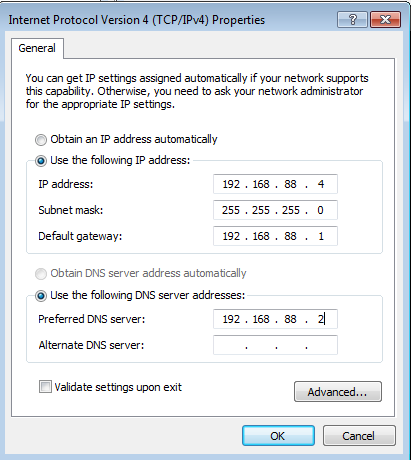 Internet Protocol Version 4 (TCP/IPv4) Properties
General
You can get IP settings assigned automatically if your network supports
this capability. Otherwise, you need to ask your network administrator
for the appropriate IP settings.
Obtain an IP address automatically
Use the following IP address:
IP address: 192 . 168 . 88 . 4
Subnet mask: 255 . 255 . 255 . 0
Default gateway: 192 . 168 . 88 . 1
Obtain DNS server address automatically
Use the following DNS server addresses:
Preferred DNS server: 192 . 168 . 88 . 2
Alternate DNS server: . . .
Validate settings upon exit
Advanced...
OK Cancel